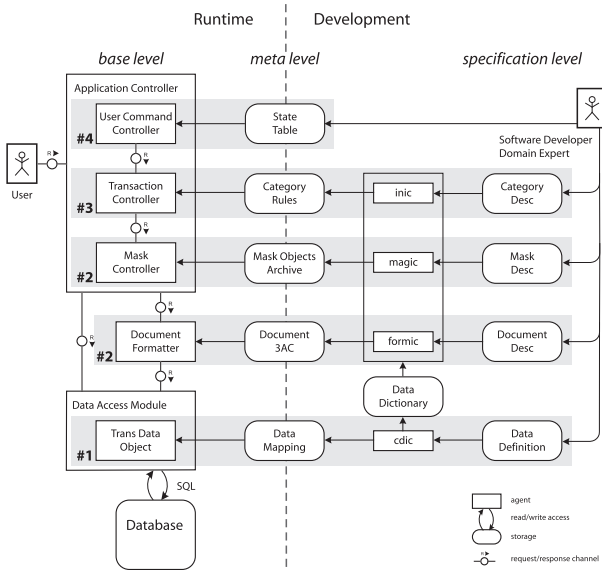 Runtime
Development
base level
meta level
specification level
Application Controller
User Command
Controller
#4
State
Table
Software Developer
Domain Expert
R
User
R
Transaction
Controller
#3
Category
Rules
inic
Category
Desc
R
Mask
Controller
#2
Mask Objects
Archive
magic
Mask
Desc
R
R
Document
Formatter
#2
Document
3AC
formic
Document
Desc
R
Data
Dictionary
Data Access Module
Trans Data
Object
#1
Data
Mapping
cdic
Data
Definition
SQL
Database
agent
read/write access
storage
R
request/response channel